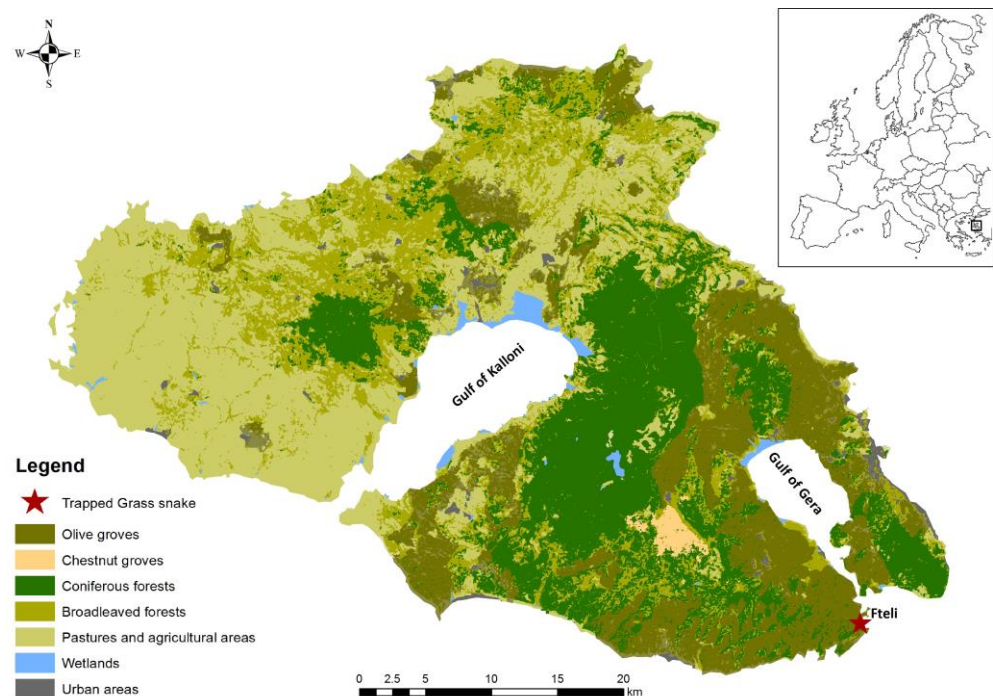 N
W E
S
Gulf of Kalloni
Gulf of Gera
Fteli
Legend
Trapped Grass snake
Olive groves
Chestnut groves
Coniferous forests
Broadleaved forests
Pastures and agricultural areas
Wetlands
Urban areas
0 2.5 5 10 15 20
km